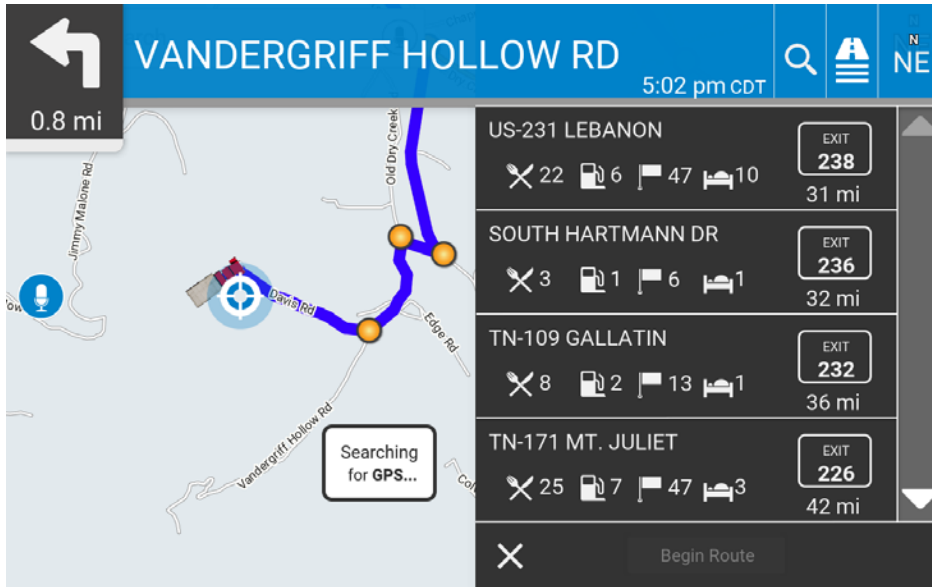 VANDERGRIFF HOLLOW RD
5:02 pm CDT
N
NE
0.8 mi
Old Dry Creek
Jimmy Malone Rd
Davis Rd
Edge Rd
Vandergriff Hollow Rd
Searching
for GPS...
US-231 LEBANON
22 6 47 10
EXIT
238
31 mi
SOUTH HARTMANN DR
3 1 6 1
EXIT
236
32 mi
TN-109 GALLATIN
8 2 13 1
EXIT
232
36 mi
TN-171 MT. JULIET
25 7 47 3
EXIT
226
42 mi
Begin Route